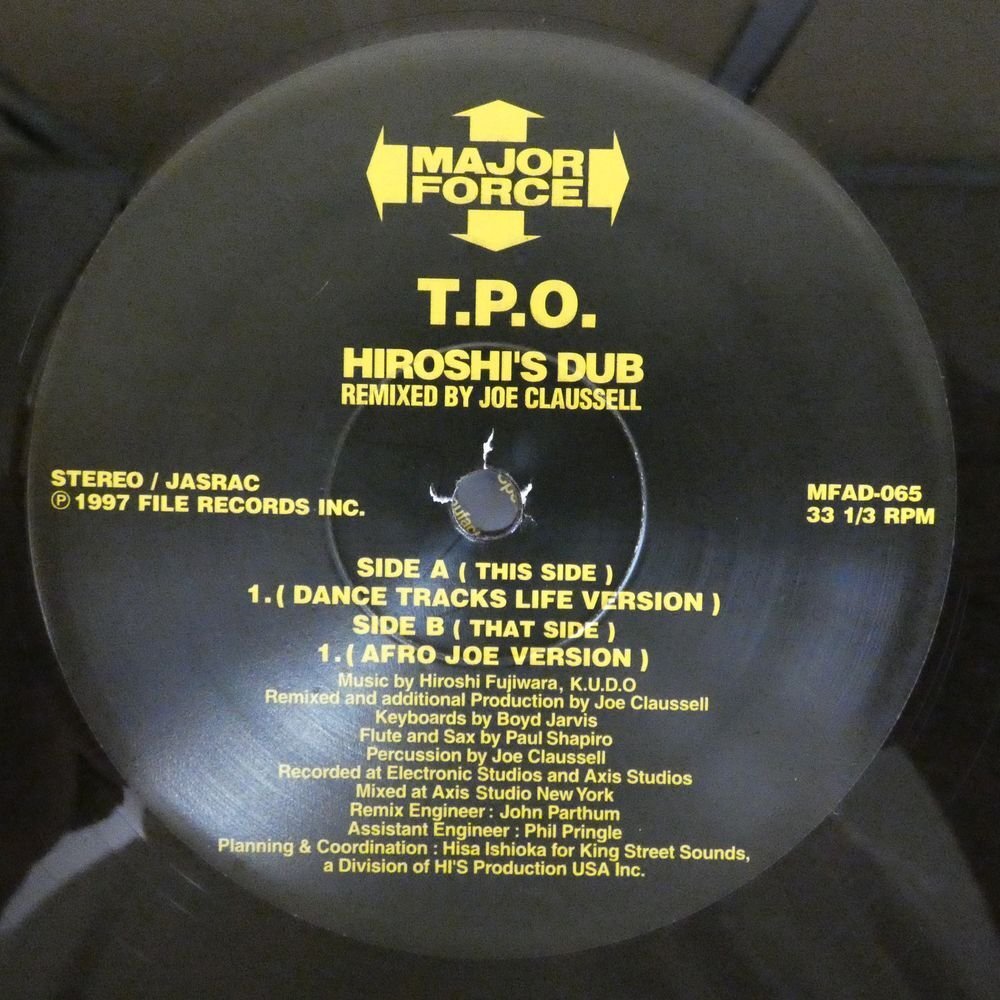 MAJOR
FORCE
T.P.O.
HIROSHI'S DUB
REMIXED BY JOE CLAUSSELL
STEREO / JASRAC
Ⓟ 1997 FILE RECORDS INC.
MFAD-065
33 1/3 RPM
SIDE A ( THIS SIDE )
1. ( DANCE TRACKS LIFE VERSION )
SIDE B ( THAT SIDE )
1. ( AFRO JOE VERSION )
Music by Hiroshi Fujiwara, K.U.D.O
Remixed and additional Production by Joe Claussell
Keyboards by Boyd Jarvis
Flute and Sax by Paul Shapiro
Percussion by Joe Claussell
Recorded at Electronic Studios and Axis Studios
Mixed at Axis Studio New York
Remix Engineer : John Parthum
Assistant Engineer : Phil Pringle
Planning & Coordination : Hisa Ishioka for King Street Sounds,
a Division of HI'S Production USA Inc.